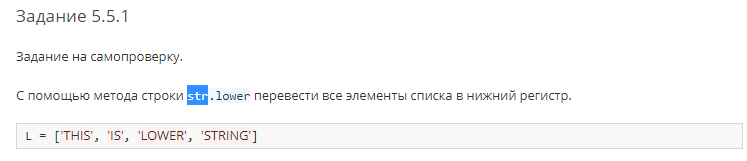 Задание 5.5.1
Задание на самопроверку.
С помощью метода строки str.lower перевести все элементы списка в нижний регистр.
L = ['THIS', 'IS', 'LOWER', 'STRING']